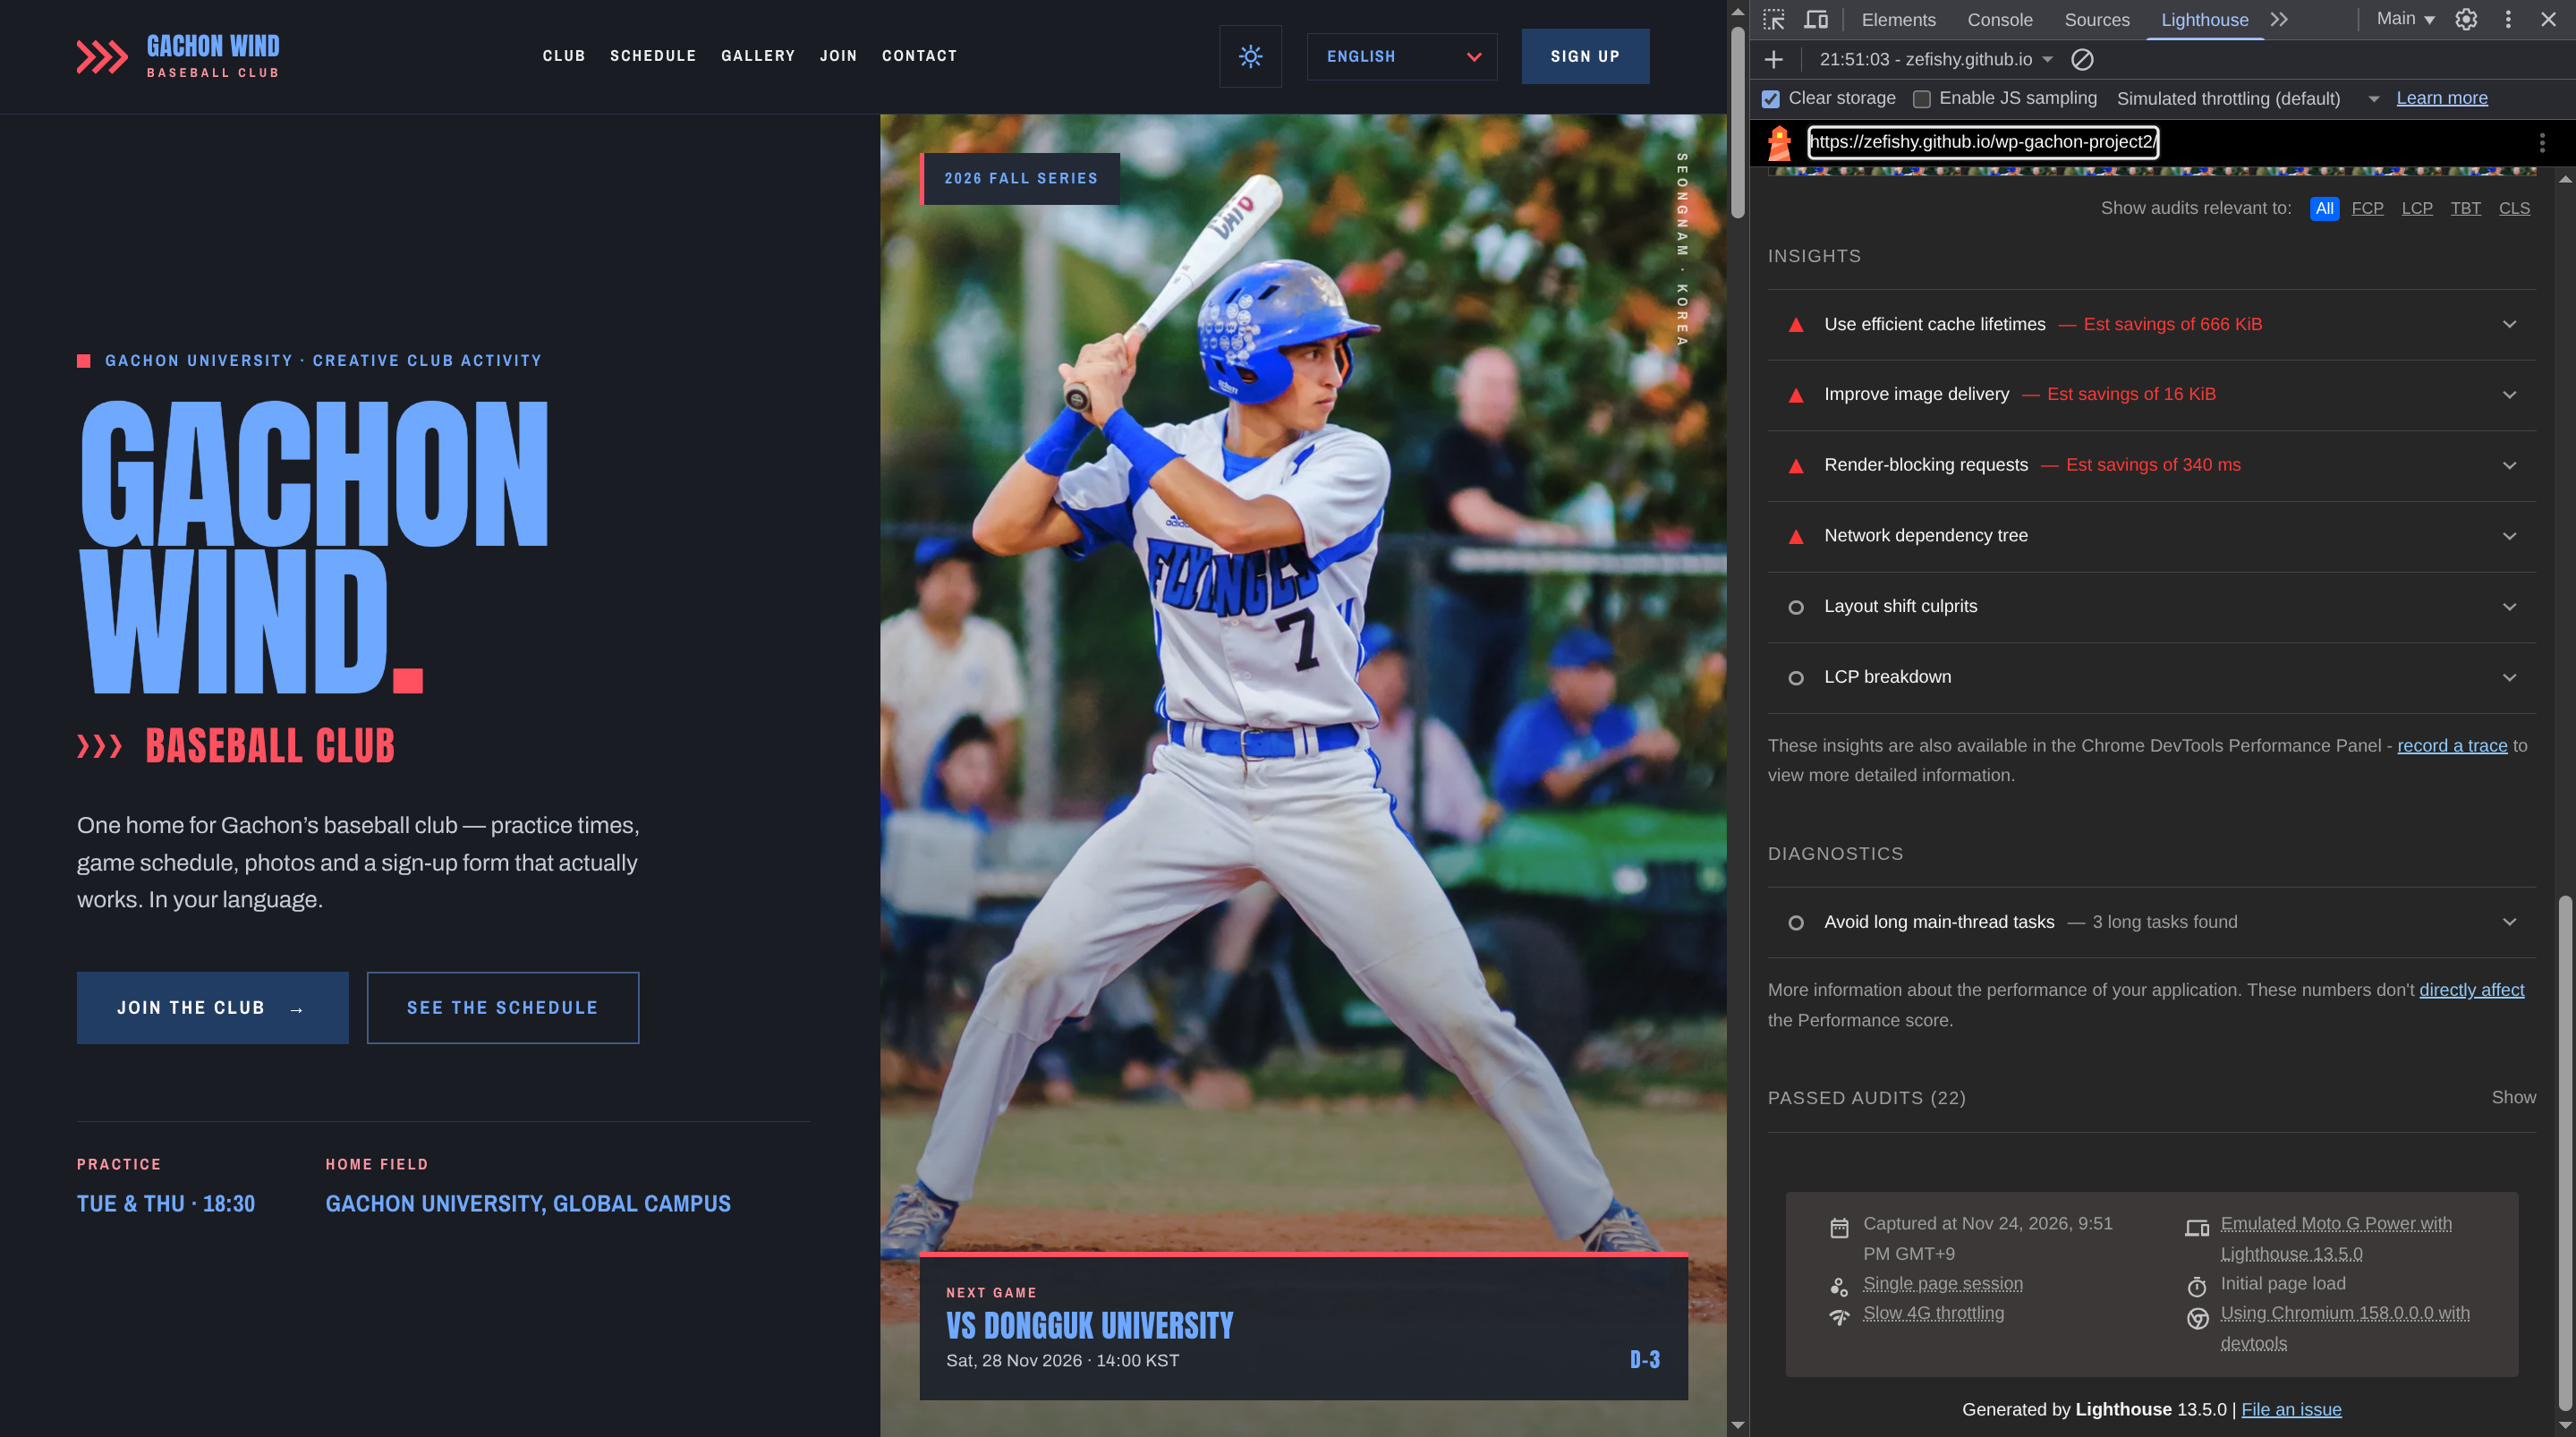 GACHON WIND
BASEBALL CLUB
CLUB SCHEDULE GALLERY JOIN CONTACT
ENGLISH
SIGN UP
GACHON UNIVERSITY · CREATIVE CLUB ACTIVITY
GACHON
WIND.
BASEBALL CLUB
One home for Gachon's baseball club — practice times,
game schedule, photos and a sign-up form that actually
works. In your language.
JOIN THE CLUB →
SEE THE SCHEDULE
PRACTICE
TUE & THU · 18:30
HOME FIELD
GACHON UNIVERSITY, GLOBAL CAMPUS
2026 FALL SERIES
SEONGNAM · KOREA
adidas
7
NEXT GAME
VS DONGGUK UNIVERSITY
Sat, 28 Nov 2026 · 14:00 KST
D-3
Elements Console Sources Lighthouse Main
21:51:03 - zefishy.github.io
Clear storage Enable JS sampling Simulated throttling (default) Learn more
https://zefishy.github.io/wp-gachon-project2/
Show audits relevant to: All FCP LCP TBT CLS
INSIGHTS
Use efficient cache lifetimes — Est savings of 666 KiB
Improve image delivery — Est savings of 16 KiB
Render-blocking requests — Est savings of 340 ms
Network dependency tree
Layout shift culprits
LCP breakdown
These insights are also available in the Chrome DevTools Performance Panel - record a trace to
view more detailed information.
DIAGNOSTICS
Avoid long main-thread tasks — 3 long tasks found
More information about the performance of your application. These numbers don't directly affect
the Performance score.
PASSED AUDITS (22) Show
Captured at Nov 24, 2026, 9:51
PM GMT+9
Single page session
Slow 4G throttling
Emulated Moto G Power with
Lighthouse 13.5.0
Initial page load
Using Chromium 158.0.0.0 with
devtools
Generated by Lighthouse 13.5.0 | File an issue